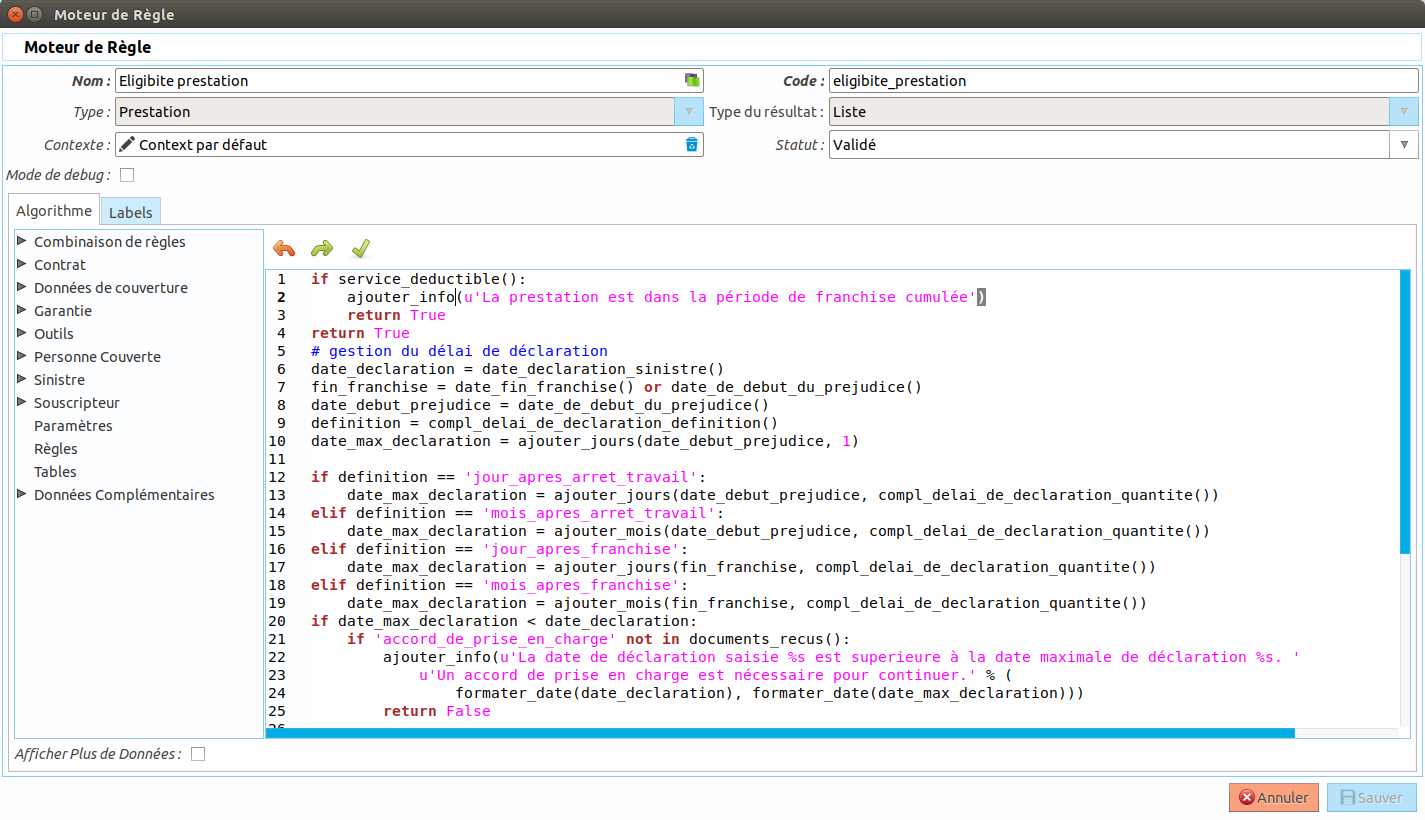 Moteur de Règle
Moteur de Règle
Nom : Eligibite prestation Code : eligibite_prestation
Type : Prestation Type du résultat : Liste
Contexte : Context par défaut Statut : Validé
Mode de debug :
Algorithme Labels
Combinaison de règles
Contrat
Données de couverture
Garantie
Outils
Personne Couverte
Sinistre
Souscripteur
Paramètres
Règles
Tables
Données Complémentaires
1 if service_deductible():
2 ajouter_info(u'La prestation est dans la période de franchise cumulée')
3 return True
4 return True
5 # gestion du délai de déclaration
6 date_declaration = date_declaration_sinistre()
7 fin_franchise = date_fin_franchise() or date_de_debut_du_prejudice()
8 date_debut_prejudice = date_de_debut_du_prejudice()
9 definition = compl_delai_de_declaration_definition()
10 date_max_declaration = ajouter_jours(date_debut_prejudice, 1)
11
12 if definition == 'jour_apres_arret_travail':
13 date_max_declaration = ajouter_jours(date_debut_prejudice, compl_delai_de_declaration_quantite())
14 elif definition == 'mois_apres_arret_travail':
15 date_max_declaration = ajouter_mois(date_debut_prejudice, compl_delai_de_declaration_quantite())
16 elif definition == 'jour_apres_franchise':
17 date_max_declaration = ajouter_jours(fin_franchise, compl_delai_de_declaration_quantite())
18 elif definition == 'mois_apres_franchise':
19 date_max_declaration = ajouter_mois(fin_franchise, compl_delai_de_declaration_quantite())
20 if date_max_declaration < date_declaration:
21 if 'accord_de_prise_en_charge' not in documents_recus():
22 ajouter_info(u'La date de déclaration saisie %s est superieure à la date maximale de déclaration %s. '
23 u'Un accord de prise en charge est nécessaire pour continuer.' % (
24 formater_date(date_declaration), formater_date(date_max_declaration)))
25 return False
Afficher Plus de Données :
Annuler Sauver